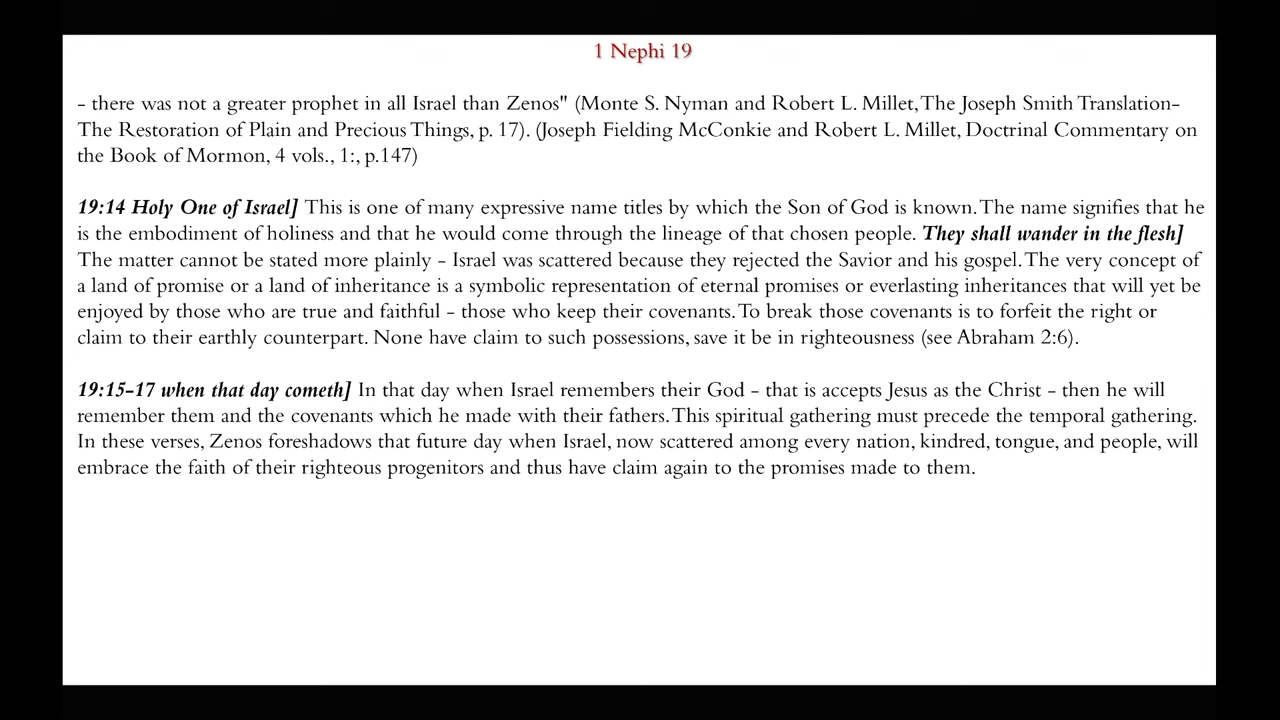 1 Nephi 19
- there was not a greater prophet in all Israel than Zenos" (Monte S. Nyman and Robert L. Millet, The Joseph Smith Translation-
The Restoration of Plain and Precious Things, p. 17). (Joseph Fielding McConkie and Robert L. Millet, Doctrinal Commentary on
the Book of Mormon, 4 vols., 1:, p.147)
19:14 Holy One of Israel] This is one of many expressive name titles by which the Son of God is known. The name signifies that he
is the embodiment of holiness and that he would come through the lineage of that chosen people. They shall wander in the flesh]
The matter cannot be stated more plainly - Israel was scattered because they rejected the Savior and his gospel. The very concept of
a land of promise or a land of inheritance is a symbolic representation of eternal promises or everlasting inheritances that will yet be
enjoyed by those who are true and faithful - those who keep their covenants. To break those covenants is to forfeit the right or
claim to their earthly counterpart. None have claim to such possessions, save it be in righteousness (see Abraham 2:6).
19:15-17 when that day cometh] In that day when Israel remembers their God - that is accepts Jesus as the Christ - then he will
remember them and the covenants which he made with their fathers. This spiritual gathering must precede the temporal gathering.
In these verses, Zenos foreshadows that future day when Israel, now scattered among every nation, kindred, tongue, and people, will
embrace the faith of their righteous progenitors and thus have claim again to the promises made to them.